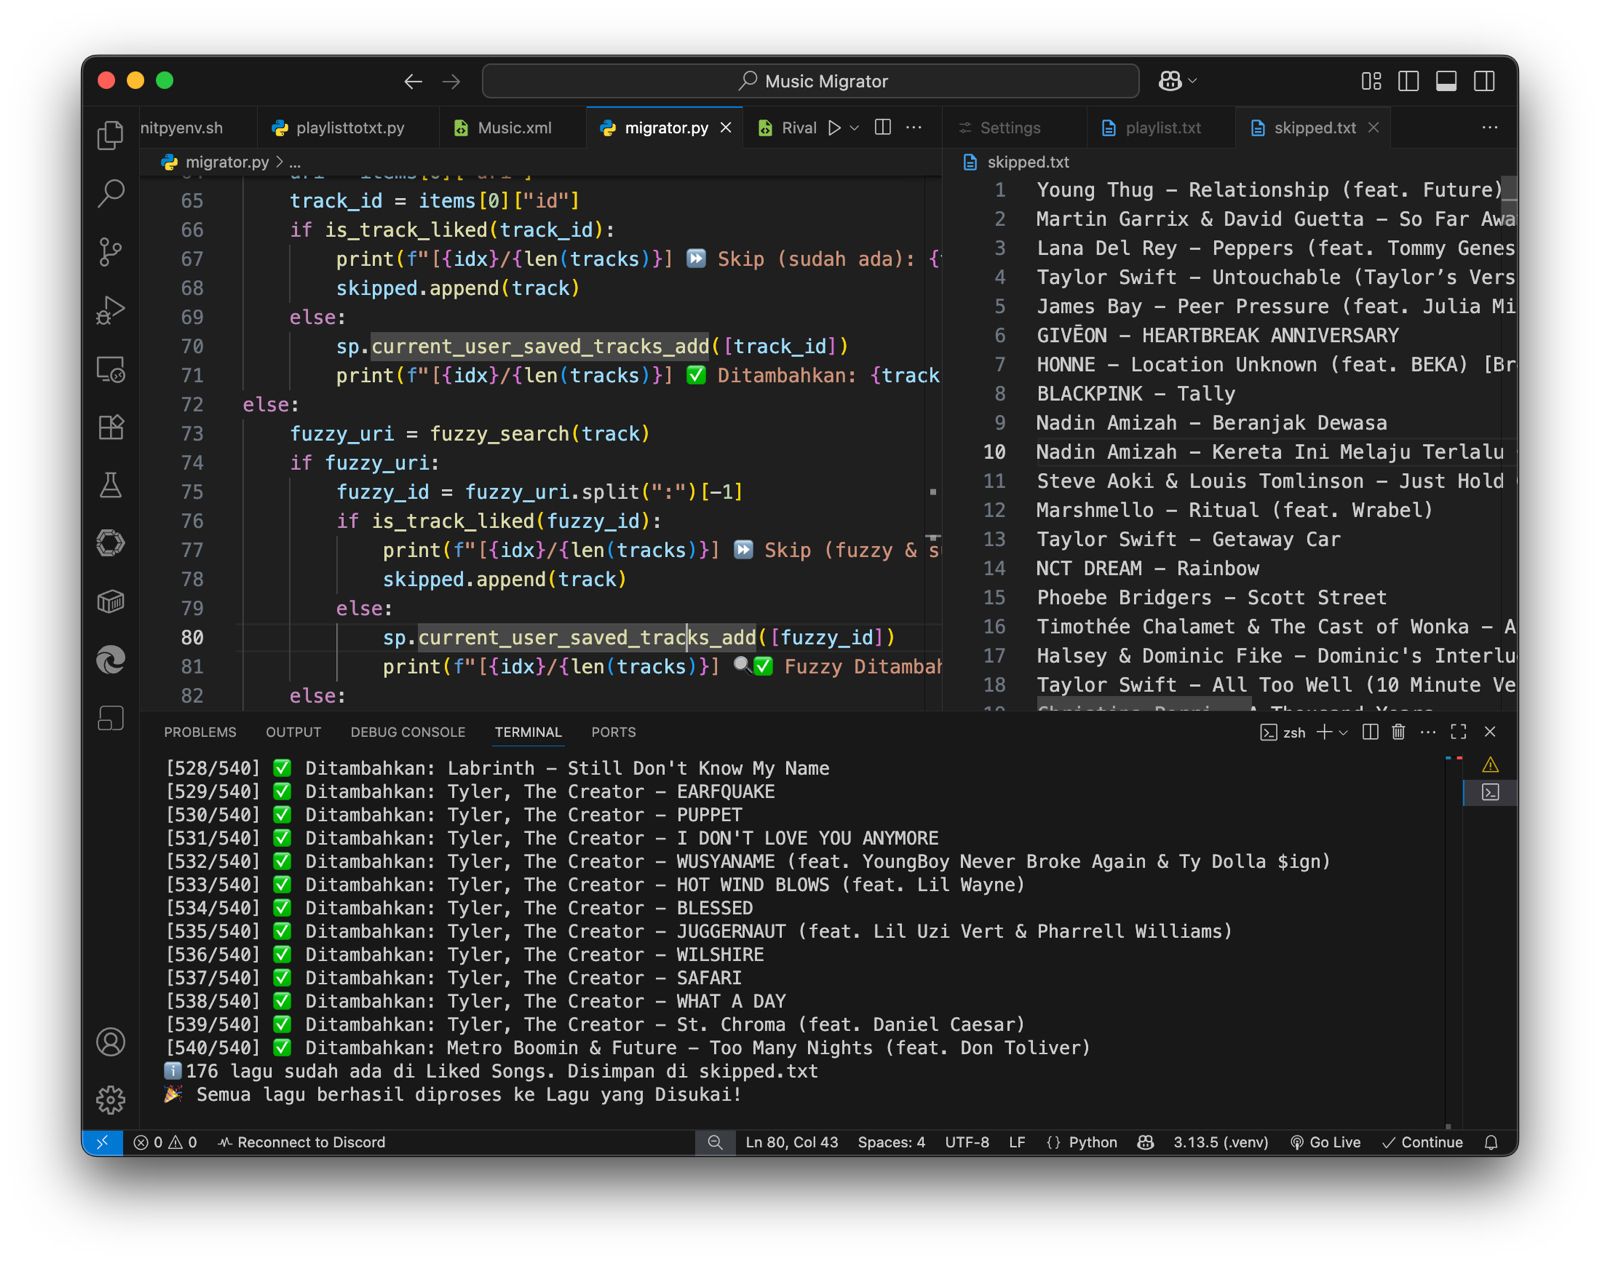 Music Migrator
nitpyenv.sh
playlisttotxt.py
Music.xml
migrator.py
Rival
Settings
playlist.txt
skipped.txt
migrator.py > ...
65 track_id = items[0]["id"]
66 if is_track_liked(track_id):
67 print(f"[{idx}/{len(tracks)}] ⏩ Skip (sudah ada): {
68 skipped.append(track)
69 else:
70 sp.current_user_saved_tracks_add([track_id])
71 print(f"[{idx}/{len(tracks)}] ✅ Ditambahkan: {track
72 else:
73 fuzzy_uri = fuzzy_search(track)
74 if fuzzy_uri:
75 fuzzy_id = fuzzy_uri.split(":")[-1]
76 if is_track_liked(fuzzy_id):
77 print(f"[{idx}/{len(tracks)}] ⏩ Skip (fuzzy & s
78 skipped.append(track)
79 else:
80 sp.current_user_saved_tracks_add([fuzzy_id])
81 print(f"[{idx}/{len(tracks)}] 🔍✅ Fuzzy Ditambah
82 else:
skipped.txt
1 Young Thug – Relationship (feat. Future)
2 Martin Garrix & David Guetta – So Far Awa
3 Lana Del Rey – Peppers (feat. Tommy Genes
4 Taylor Swift – Untouchable (Taylor’s Vers
5 James Bay – Peer Pressure (feat. Julia Mi
6 GIVĒON – HEARTBREAK ANNIVERSARY
7 HONNE – Location Unknown (feat. BEKA) [Br
8 BLACKPINK – Tally
9 Nadin Amizah – Beranjak Dewasa
10 Nadin Amizah – Kereta Ini Melaju Terlalu
11 Steve Aoki & Louis Tomlinson – Just Hold
12 Marshmello – Ritual (feat. Wrabel)
13 Taylor Swift – Getaway Car
14 NCT DREAM – Rainbow
15 Phoebe Bridgers – Scott Street
16 Timothée Chalamet & The Cast of Wonka – A
17 Halsey & Dominic Fike – Dominic's Interlu
18 Taylor Swift – All Too Well (10 Minute Ve
PROBLEMS OUTPUT DEBUG CONSOLE TERMINAL PORTS
zsh
[528/540] ✅ Ditambahkan: Labrinth – Still Don't Know My Name
[529/540] ✅ Ditambahkan: Tyler, The Creator – EARFQUAKE
[530/540] ✅ Ditambahkan: Tyler, The Creator – PUPPET
[531/540] ✅ Ditambahkan: Tyler, The Creator – I DON'T LOVE YOU ANYMORE
[532/540] ✅ Ditambahkan: Tyler, The Creator – WUSYANAME (feat. YoungBoy Never Broke Again & Ty Dolla $ign)
[533/540] ✅ Ditambahkan: Tyler, The Creator – HOT WIND BLOWS (feat. Lil Wayne)
[534/540] ✅ Ditambahkan: Tyler, The Creator – BLESSED
[535/540] ✅ Ditambahkan: Tyler, The Creator – JUGGERNAUT (feat. Lil Uzi Vert & Pharrell Williams)
[536/540] ✅ Ditambahkan: Tyler, The Creator – WILSHIRE
[537/540] ✅ Ditambahkan: Tyler, The Creator – SAFARI
[538/540] ✅ Ditambahkan: Tyler, The Creator – WHAT A DAY
[539/540] ✅ Ditambahkan: Tyler, The Creator – St. Chroma (feat. Daniel Caesar)
[540/540] ✅ Ditambahkan: Metro Boomin & Future – Too Many Nights (feat. Don Toliver)
ℹ️176 lagu sudah ada di Liked Songs. Disimpan di skipped.txt
🎉 Semua lagu berhasil diproses ke Lagu yang Disukai!
0 0 Reconnect to Discord Ln 80, Col 43 Spaces: 4 UTF-8 LF {} Python 3.13.5 (.venv) Go Live Continue